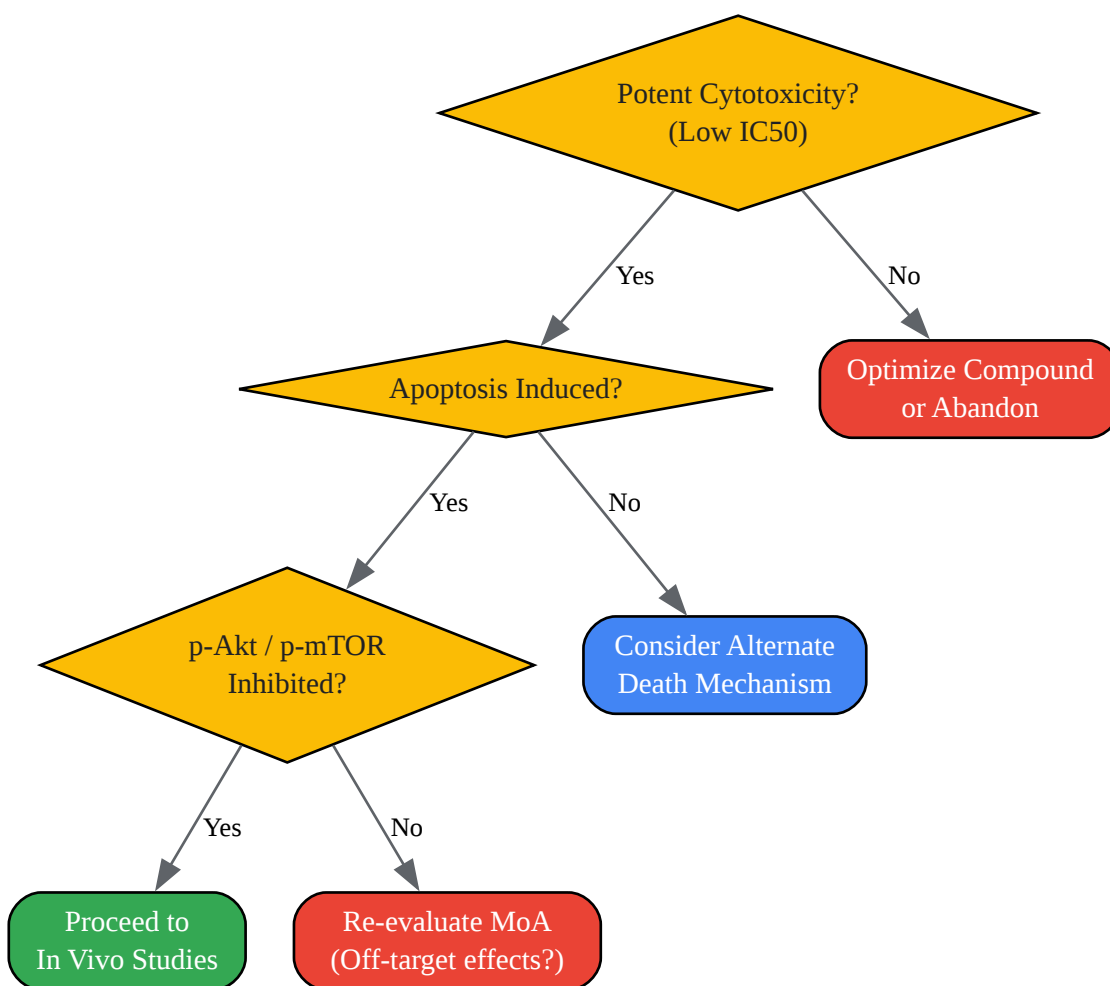 Potent Cytotoxicity?
(Low IC50)
Yes
No
Apoptosis Induced?
Optimize Compound
or Abandon
Yes
No
p-Akt / p-mTOR
Inhibited?
Consider Alternate
Death Mechanism
Yes
No
Proceed to
In Vivo Studies
Re-evaluate MoA
(Off-target effects?)